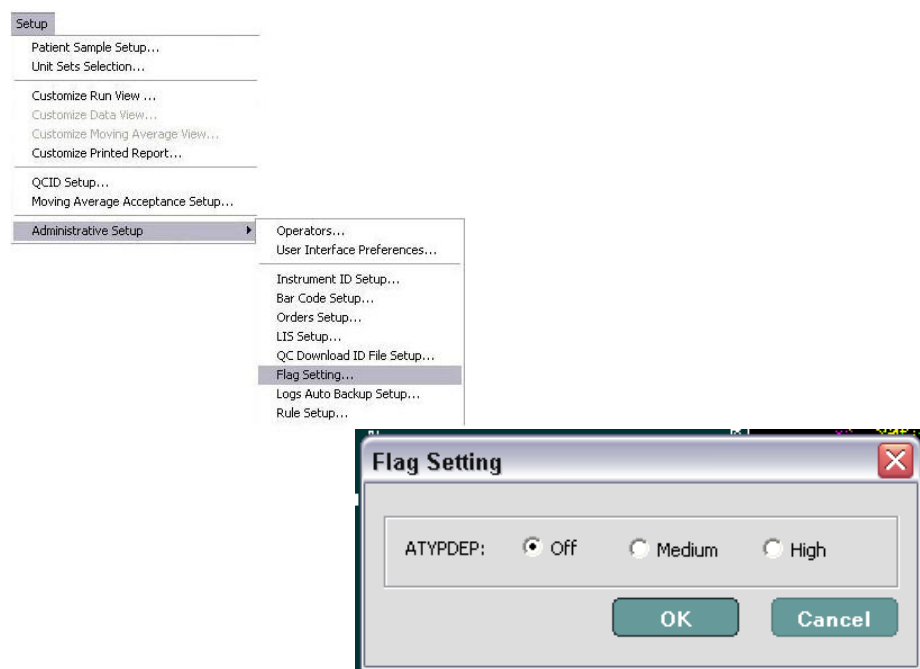 Setup
Patient Sample Setup...
Unit Sets Selection...
Customize Run View ...
Customize Data View...
Customize Moving Average View...
Customize Printed Report...
QCID Setup...
Moving Average Acceptance Setup...
Administrative Setup
Operators...
User Interface Preferences...
Instrument ID Setup...
Bar Code Setup...
Orders Setup...
LIS Setup...
QC Download ID File Setup...
Flag Setting...
Logs Auto Backup Setup...
Rule Setup...
Flag Setting
ATYPDEP: Off Medium High
OK Cancel